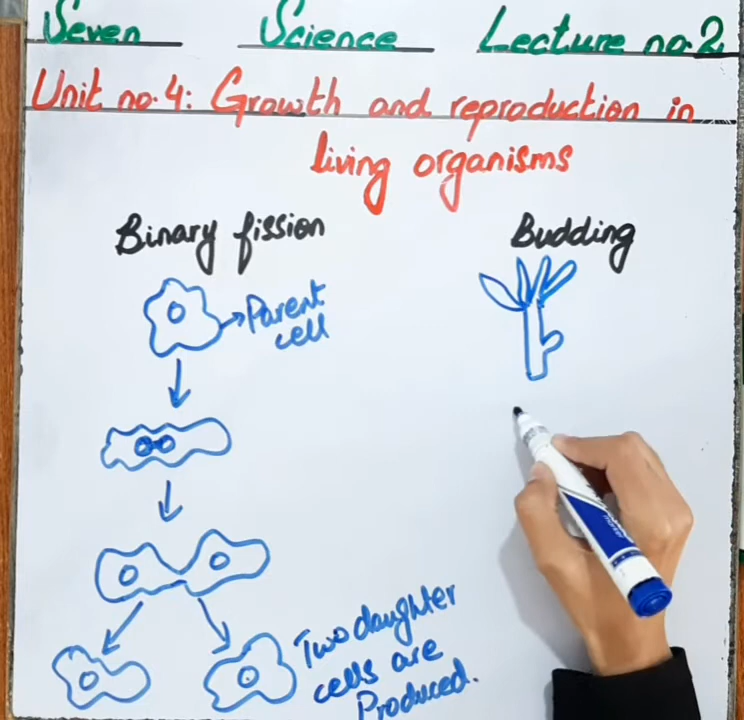 Seven Science Lecture no.2
Unit no.4: Growth and reproduction in
living organisms
Binary fission
Budding
Parent
cell
Two daughter
cells are
Produced.